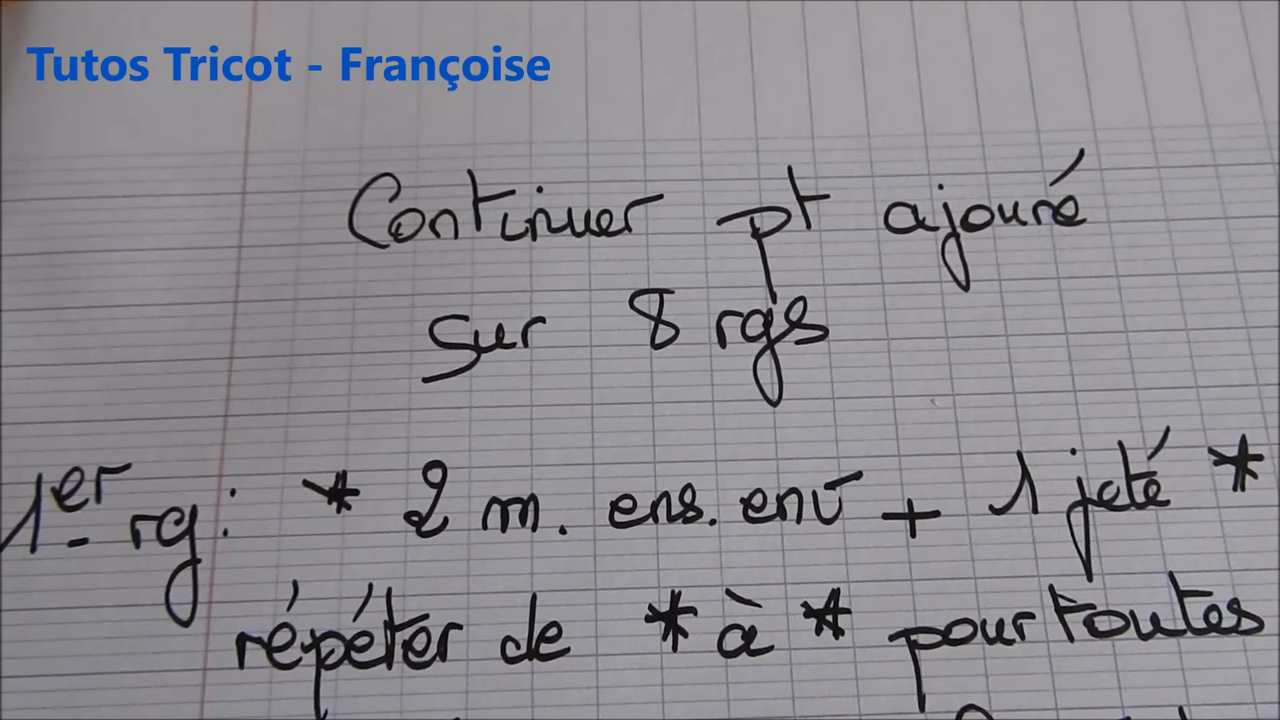 Tutos Tricot - Françoise
Continuer pt ajouré
sur 8 rgs
1er rg: * 2 m. ens. env + 1 jeté *
répéter de * à * pour toutes